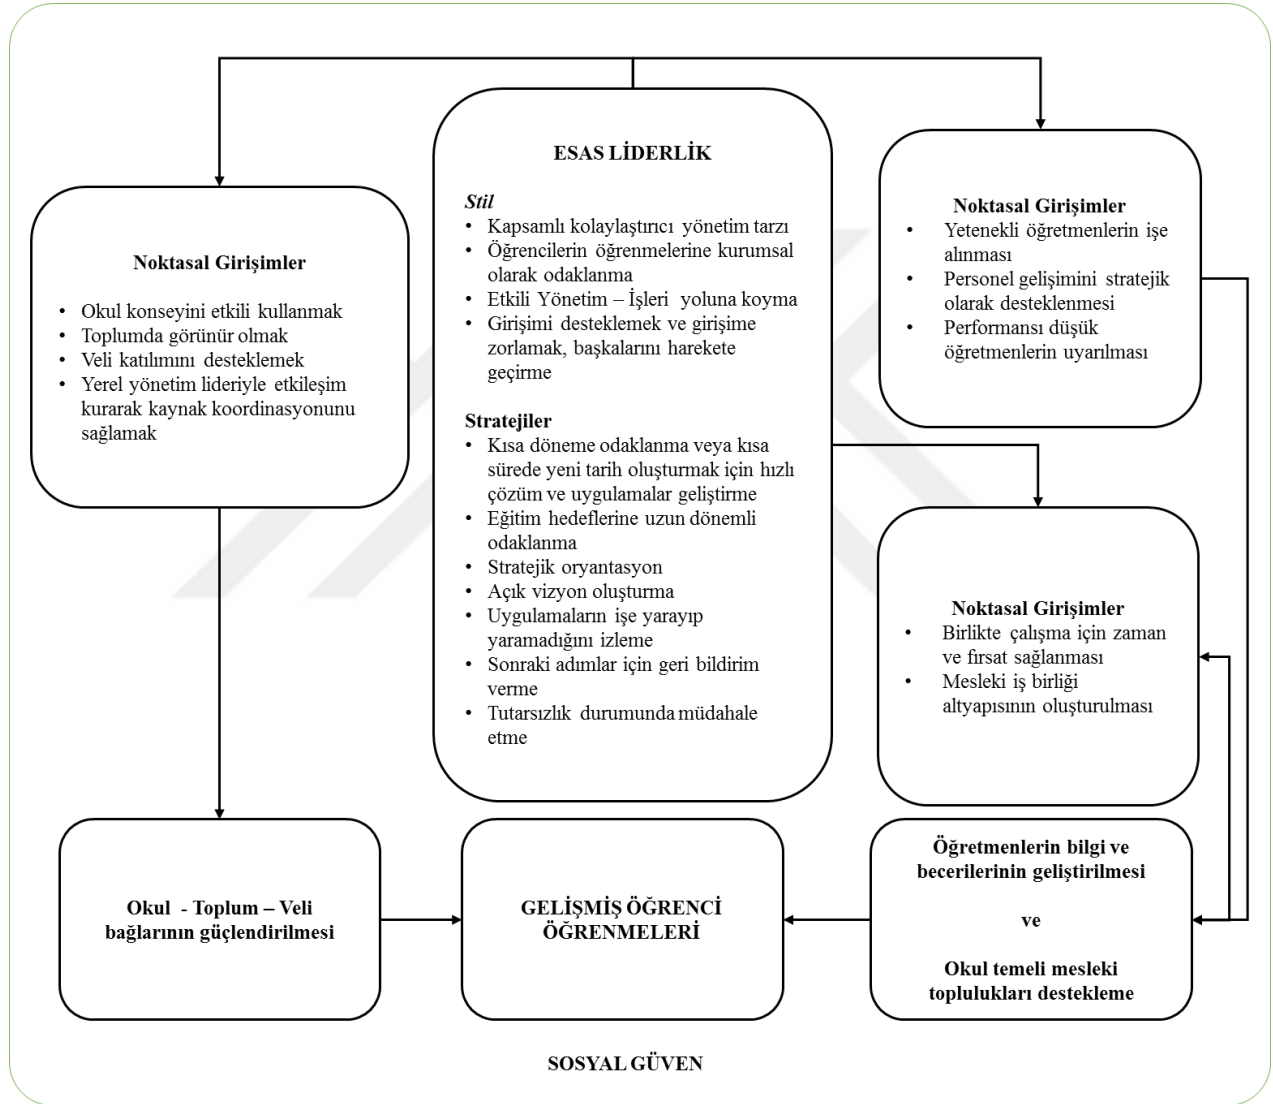 Noktasal Girişimler
• Okul konseyini etkili kullanmak
• Toplumda görünür olmak
• Veli katılımını desteklemek
• Yerel yönetim lideriyle etkileşim
kurarak kaynak koordinasyonunu
sağlamak
ESAS LİDERLİK
Stil
• Kapsamlı kolaylaştırıcı yönetim tarzı
• Öğrencilerin öğrenmelerine kurumsal
olarak odaklanma
• Etkili Yönetim – İşleri yoluna koyma
• Girişimi desteklemek ve girişime
zorlamak, başkalarını harekete
geçirme
Stratejiler
• Kısa döneme odaklanma veya kısa
sürede yeni tarih oluşturmak için hızlı
çözüm ve uygulamalar geliştirme
• Eğitim hedeflerine uzun dönemli
odaklanma
• Stratejik oryantasyon
• Açık vizyon oluşturma
• Uygulamaların işe yarayıp
yaramadığını izleme
• Sonraki adımlar için geri bildirim
verme
• Tutarsızlık durumunda müdahale
etme
Noktasal Girişimler
• Yetenekli öğretmenlerin işe
alınması
• Personel gelişimini stratejik
olarak desteklenmesi
• Performansı düşük
öğretmenlerin uyarılması
Noktasal Girişimler
• Birlikte çalışma için zaman
ve fırsat sağlanması
• Mesleki iş birliği
altyapısının oluşturulması
Okul - Toplum – Veli
bağlarının güçlendirilmesi
GELİŞMİŞ ÖĞRENCİ
ÖĞRENMELERİ
Öğretmenlerin bilgi ve
becerilerinin geliştirilmesi
ve
Okul temeli mesleki
toplulukları destekleme
SOSYAL GÜVEN